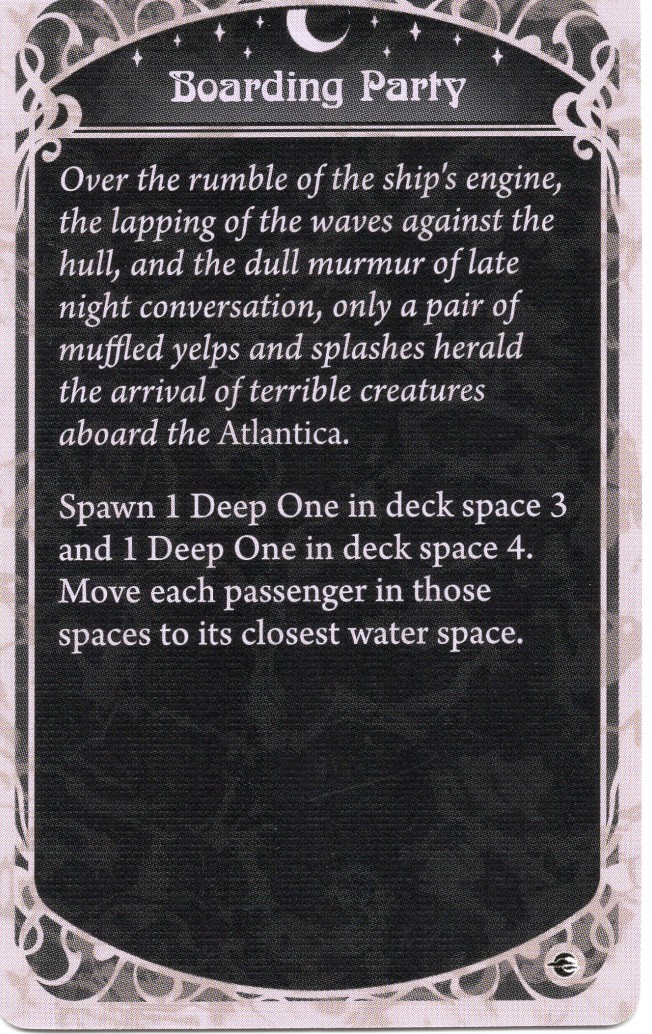 Boarding Party
Over the rumble of the ship's engine,
the lapping of the waves against the
hull, and the dull murmur of late
night conversation, only a pair of
muffled yelps and splashes herald
the arrival of terrible creatures
aboard the Atlantica.
Spawn 1 Deep One in deck space 3
and 1 Deep One in deck space 4.
Move each passenger in those
spaces to its closest water space.